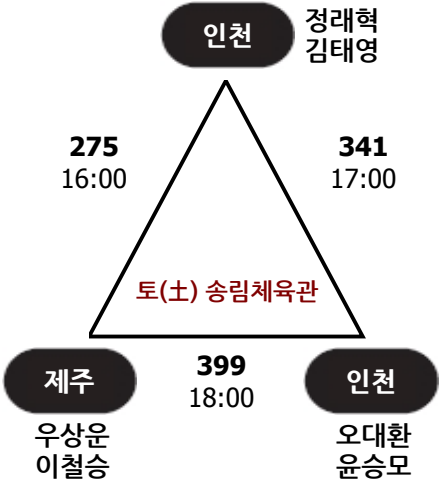 인천
정래혁
김태영
275
16:00
341
17:00
토(土) 송림체육관
제주
399
18:00
인천
우상운
이철승
오대환
윤승모